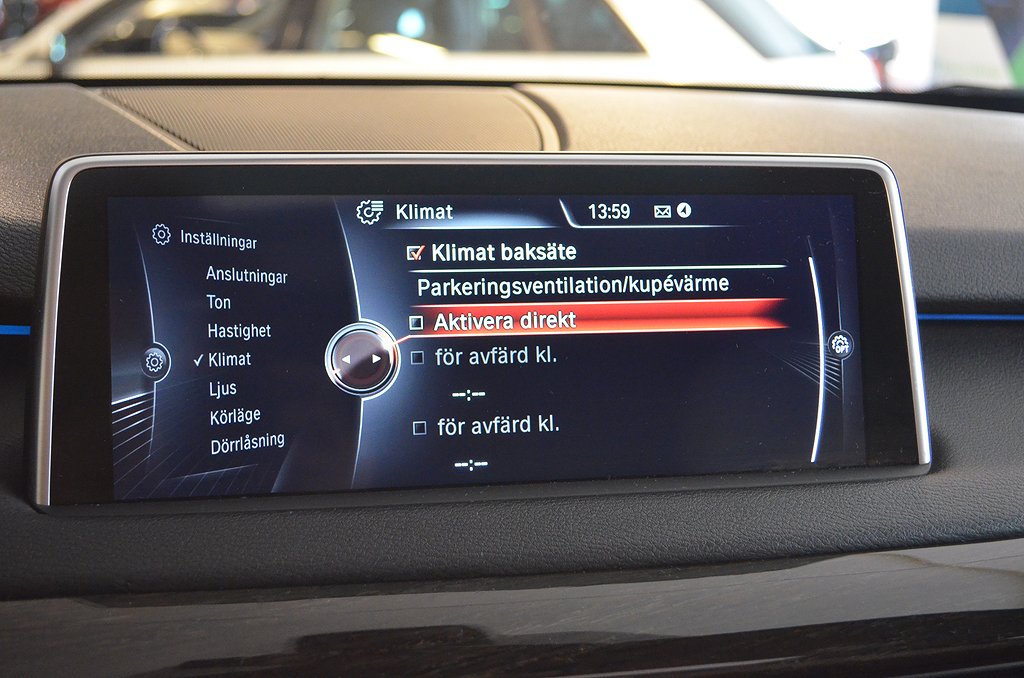 Inställningar
Anslutningar
Ton
Hastighet
Klimat
Ljus
Körläge
Dörrlåsning
Klimat
13:59
Klimat baksäte
Parkeringsventilation/kupévärme
Aktivera direkt
för avfärd kl.
--:--
för avfärd kl.
--:--
OPT